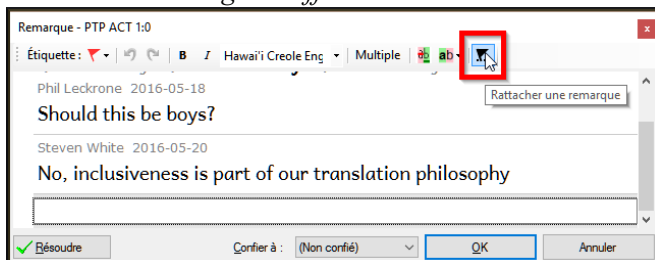 Remarque - PTP ACT 1:0
x
Étiquette : B I Hawai'i Creole Eng Multiple ab ab
Phil Leckrone 2016-05-18
Rattacher une remarque
Should this be boys?
Steven White 2016-05-20
No, inclusiveness is part of our translation philosophy
Résoudre Confier à : (Non confié) OK Annuler